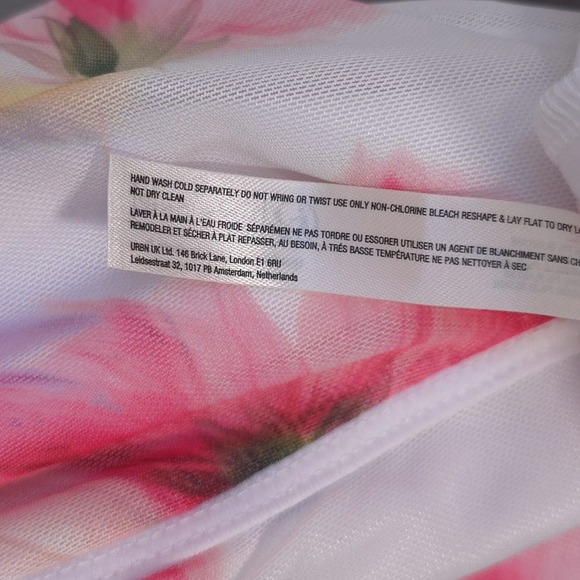 HAND WASH COLD SEPARATELY DO NOT WRING OR TWIST USE ONLY NON-CHLORINE BLEACH RESHAPE & LAY FLAT TO DRY
NOT DRY CLEAN
LAVER À LA MAIN À L'EAU FROIDE SÉPARÉMEN NE PAS TORDRE OU ESSORER UTILISER UN AGENT DE BLANCHIMENT SANS
REMODELER ET SÉCHER À PLAT REPASSER, AU BESOIN, À TRÉS BASSE TEMPÉRATURE NE PAS NETTOYER À SEC
URBN UK Ltd. 146 Brick Lane, London E1 6RU
Leidsestraat 32, 1017 PB Amsterdam, Netherlands